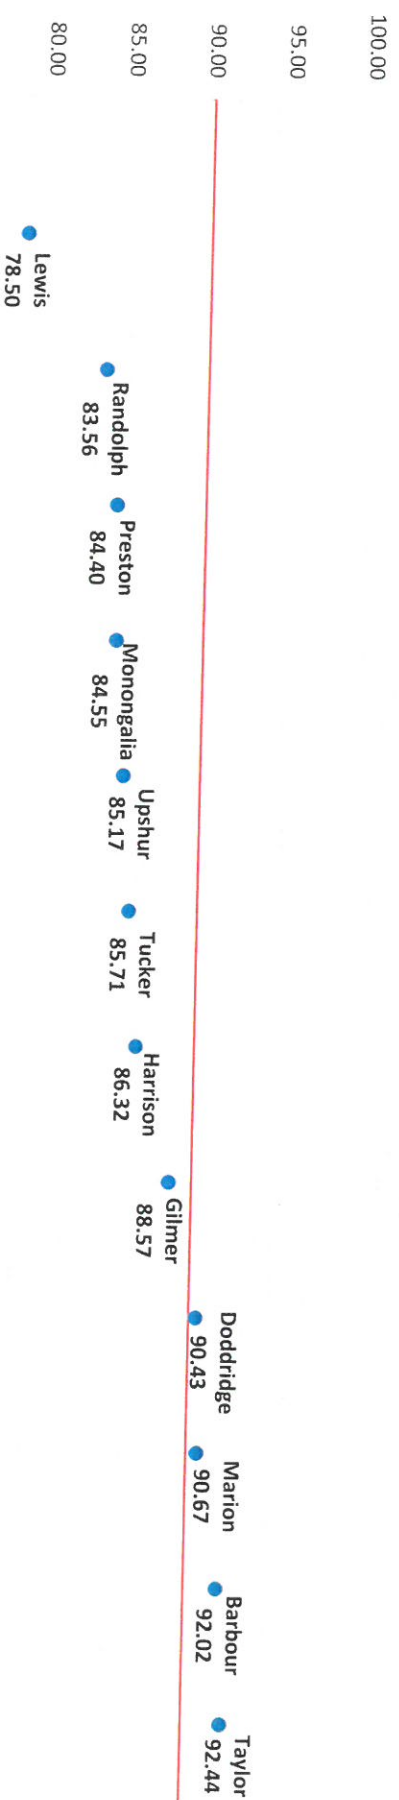 100.00
95.00
90.00
85.00
80.00
Lewis
78.50
Randolph
83.56
Preston
84.40
Monongalia
84.55
Upshur
85.17
Tucker
85.71
Harrison
86.32
Gilmer
88.57
Doddridge
90.43
Marion
90.67
Barbour
92.02
Taylor
92.44